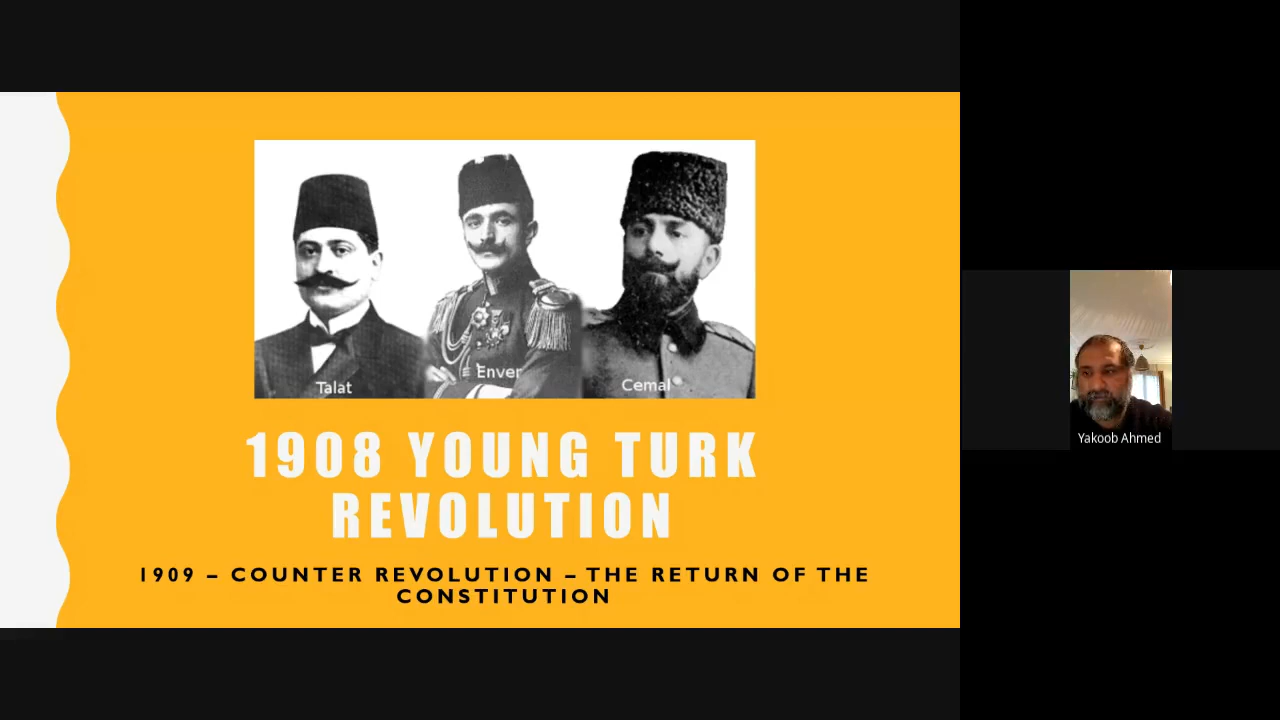 Talat
Enver
Cemal
1908 YOUNG TURK
REVOLUTION
1909 – COUNTER REVOLUTION – THE RETURN OF THE
CONSTITUTION
Yakoob Ahmed